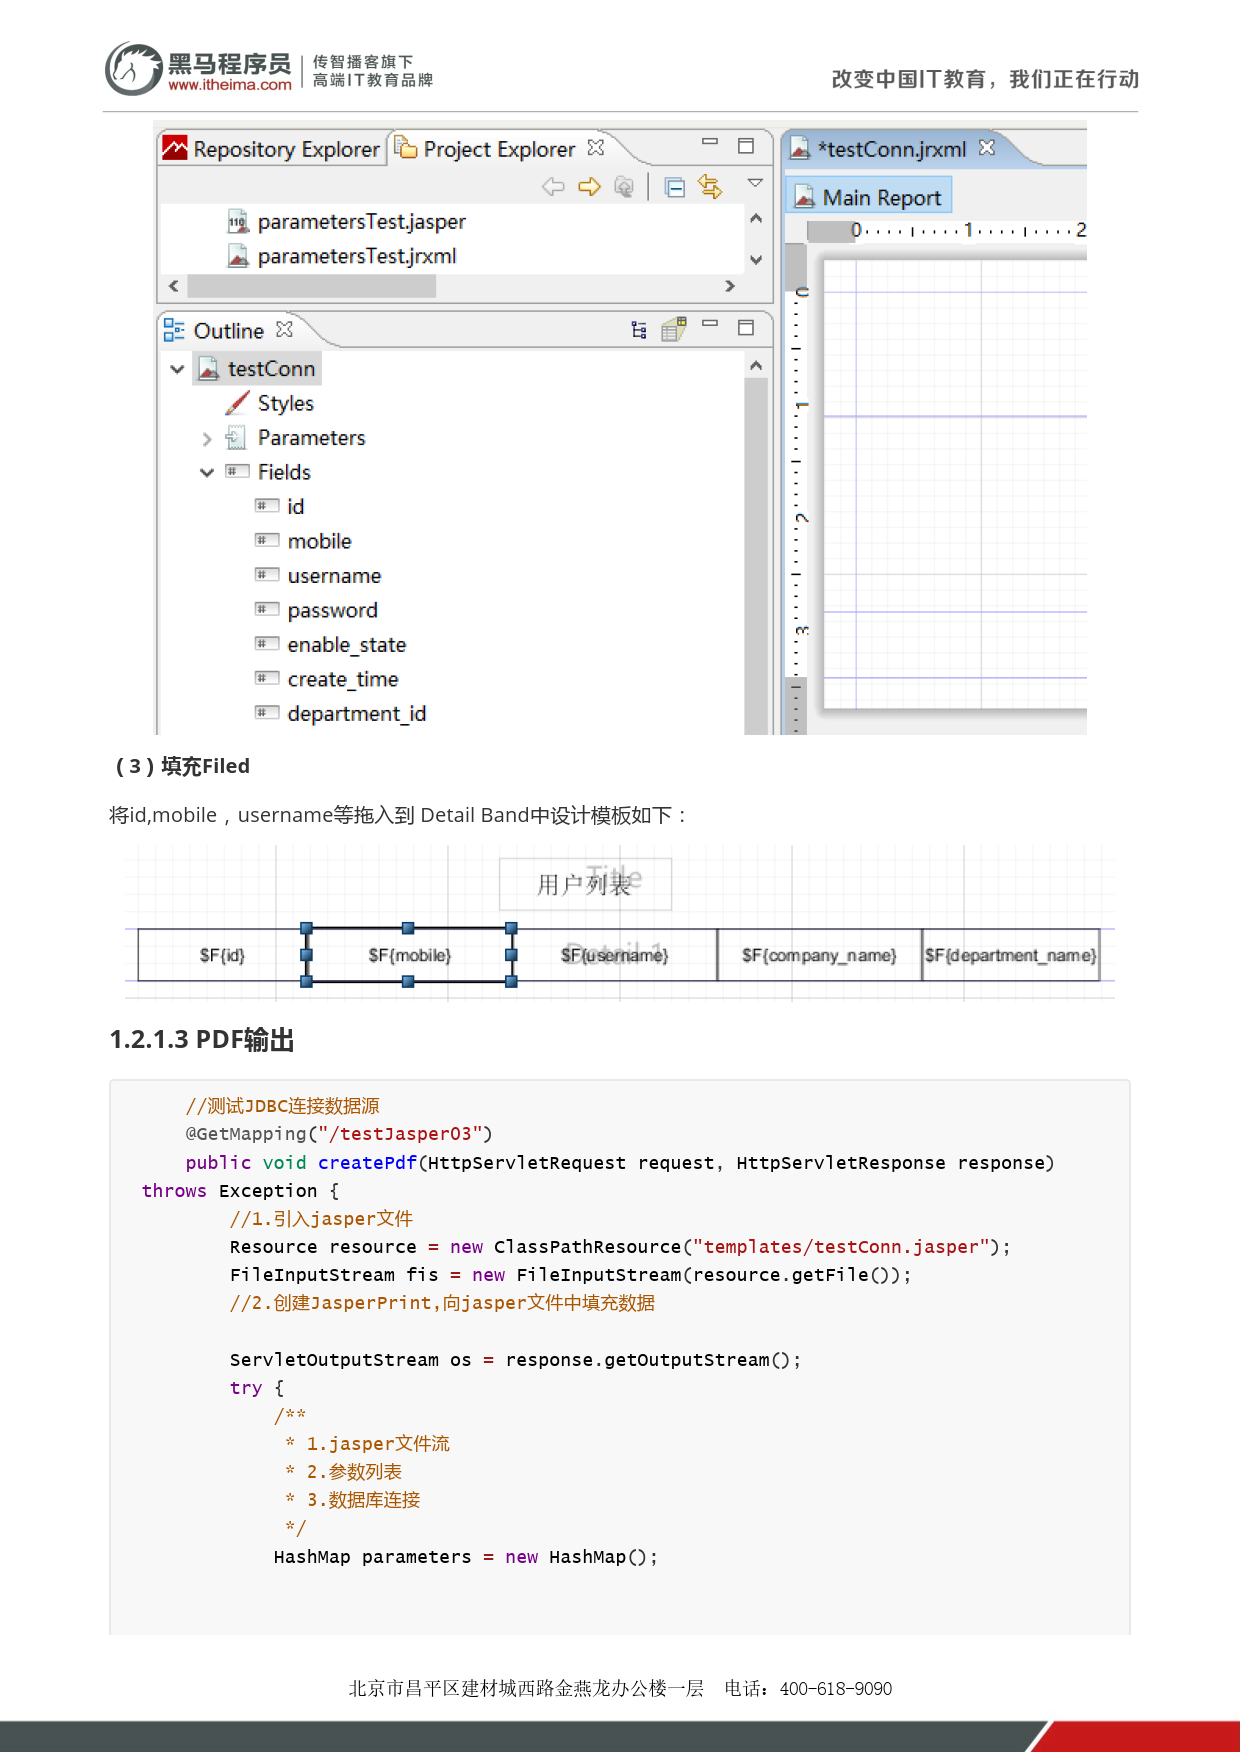 黑马程序员
www.itheima.com
传智播客旗下
高端IT教育品牌
改变中国IT教育，我们正在行动
Repository Explorer
Project Explorer
*testConn.jrxml
Main Report
parametersTest.jasper
parametersTest.jrxml
0 1 2
0
1
2
3
Outline
testConn
Styles
Parameters
Fields
id
mobile
username
password
enable_state
create_time
department_id
（3）填充Filed
将id,mobile，username等拖入到 Detail Band中设计模板如下：
Title
用户列表
Detail 1
$F{id} $F{mobile} $F{username} $F{company_name} $F{department_name}
1.2.1.3 PDF输出
//测试JDBC连接数据源
@GetMapping("/testJasper03")
public void createPdf(HttpServletRequest request, HttpServletResponse response)
throws Exception {
//1.引入jasper文件
Resource resource = new ClassPathResource("templates/testConn.jasper");
FileInputStream fis = new FileInputStream(resource.getFile());
//2.创建JasperPrint,向jasper文件中填充数据
ServletOutputStream os = response.getOutputStream();
try {
/**
* 1.jasper文件流
* 2.参数列表
* 3.数据库连接
*/
HashMap parameters = new HashMap();
北京市昌平区建材城西路金燕龙办公楼一层 电话：400-618-9090